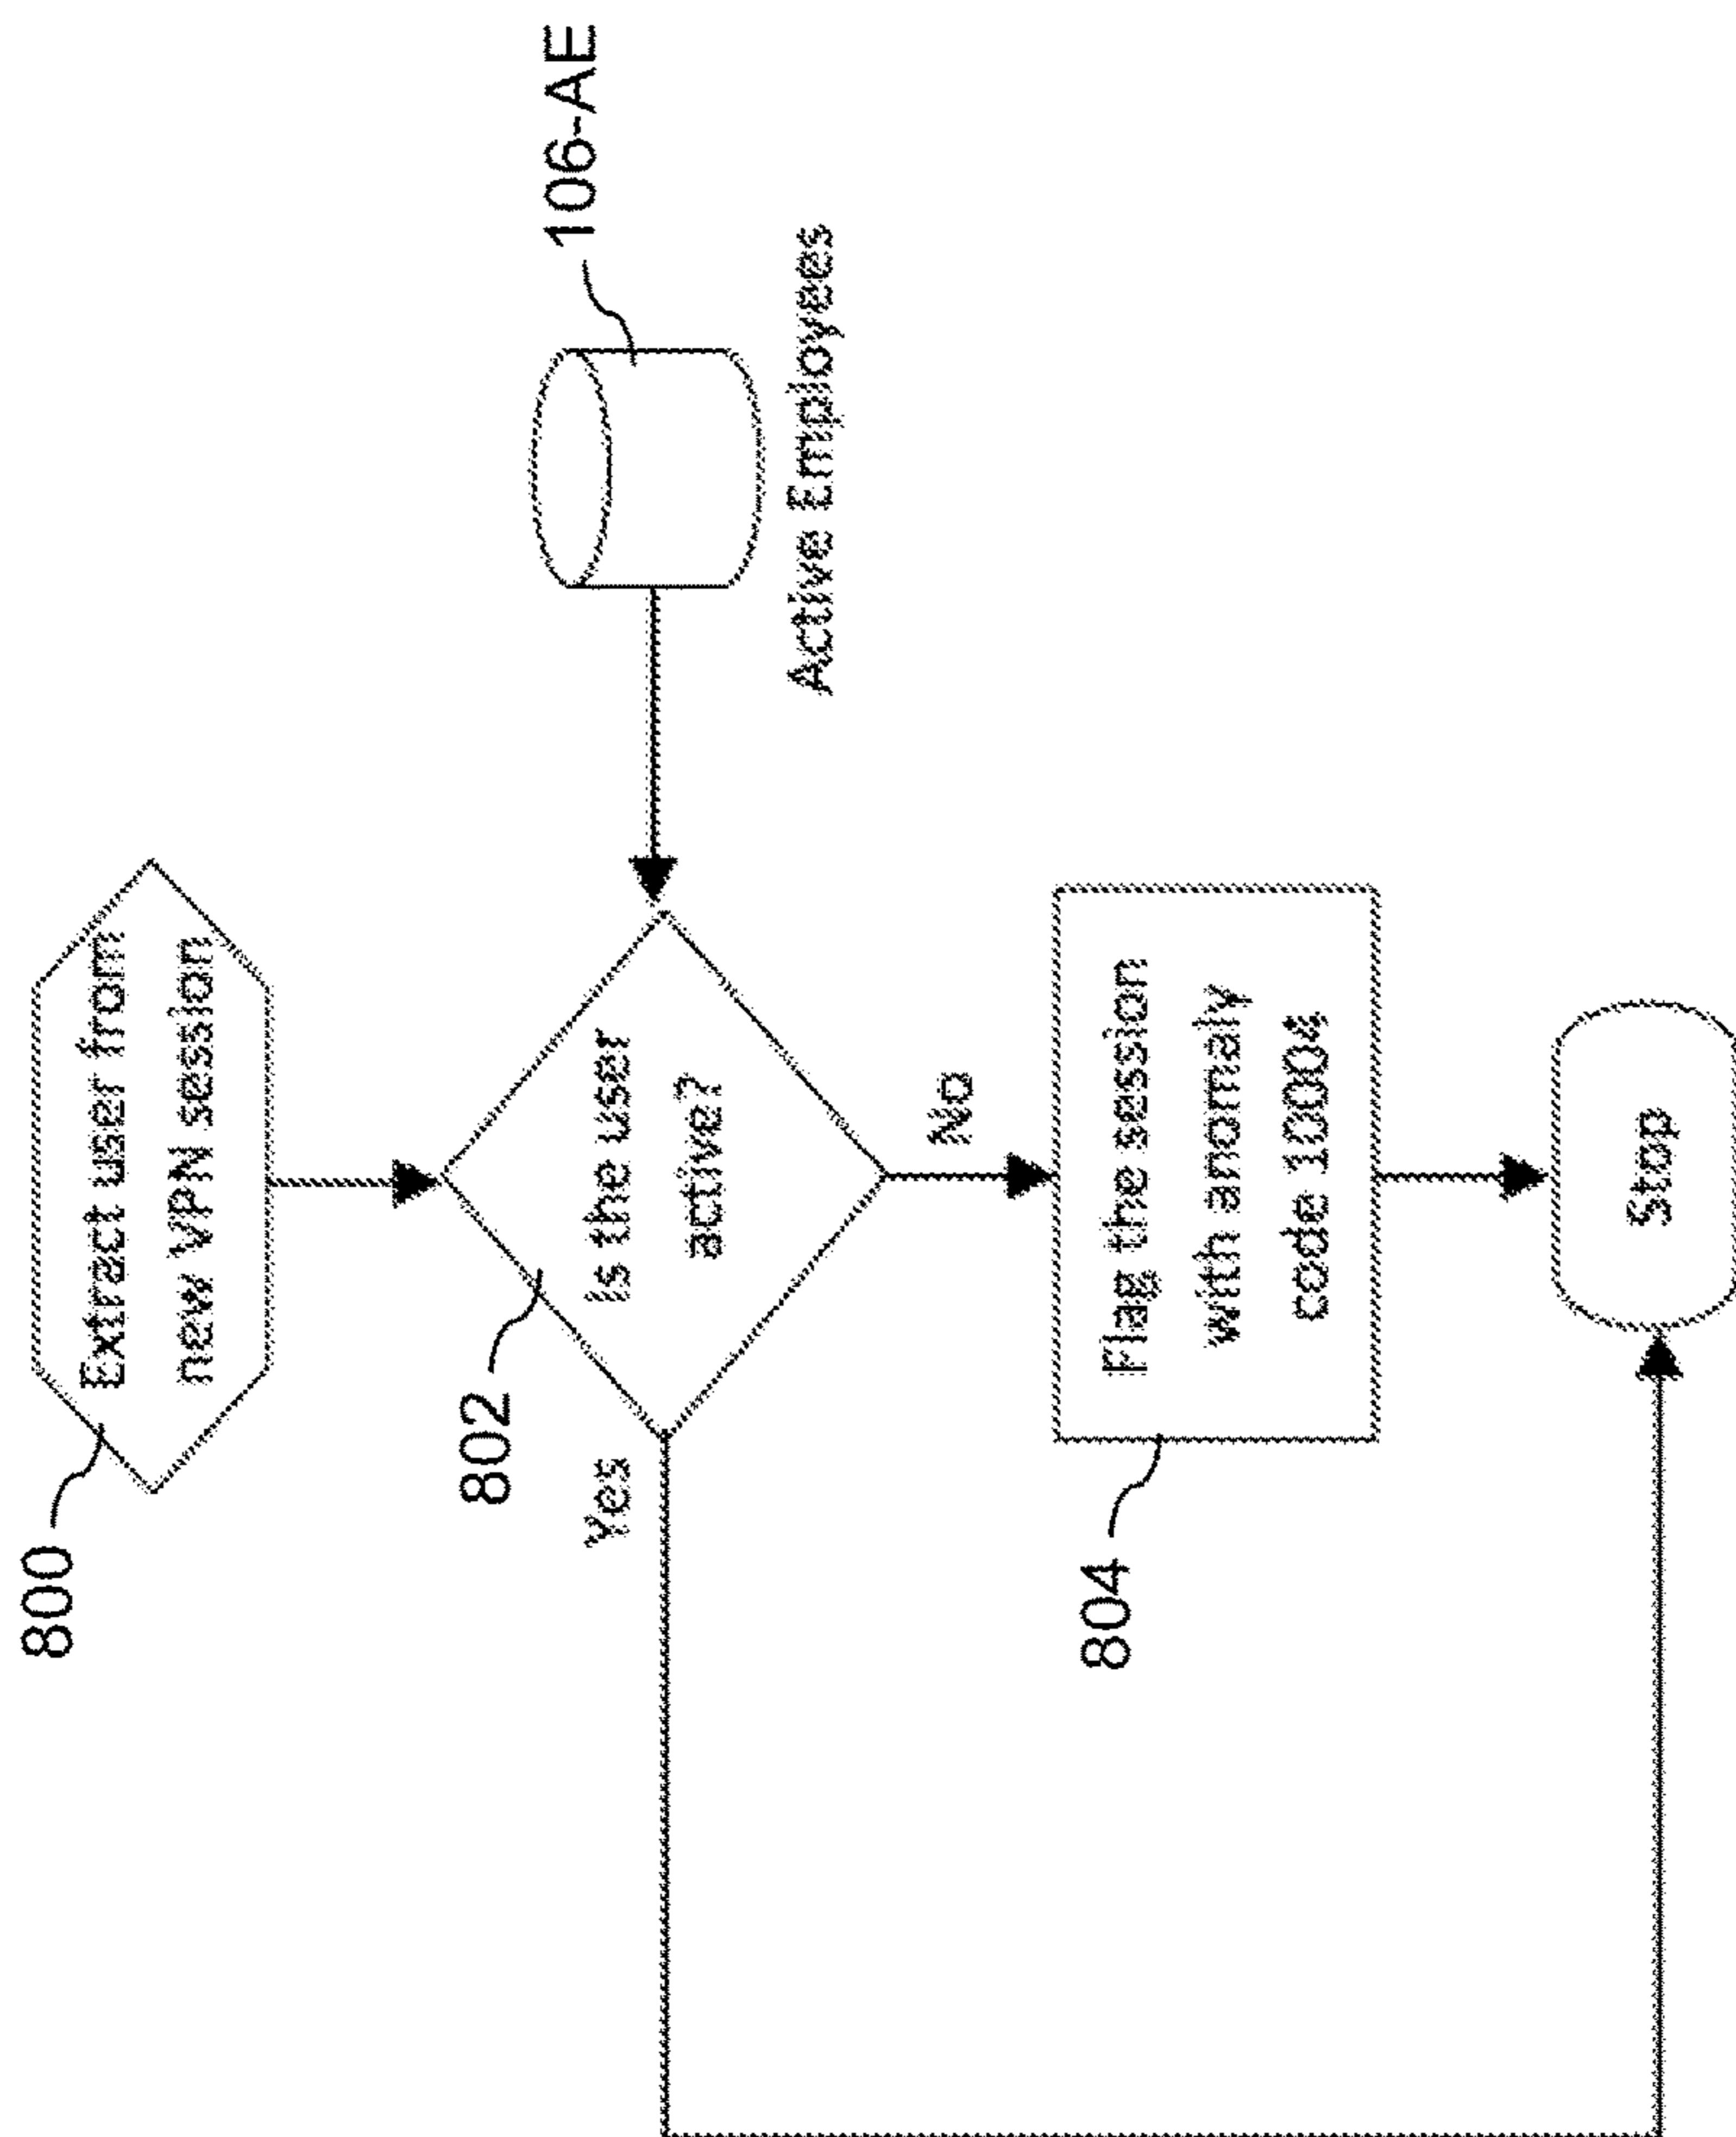 800
Extract user from
new VPN session
802
Is the user
active?
106-AE
Active Employees
Yes
No
804
Flag the session
with anomaly
code 10004
Stop